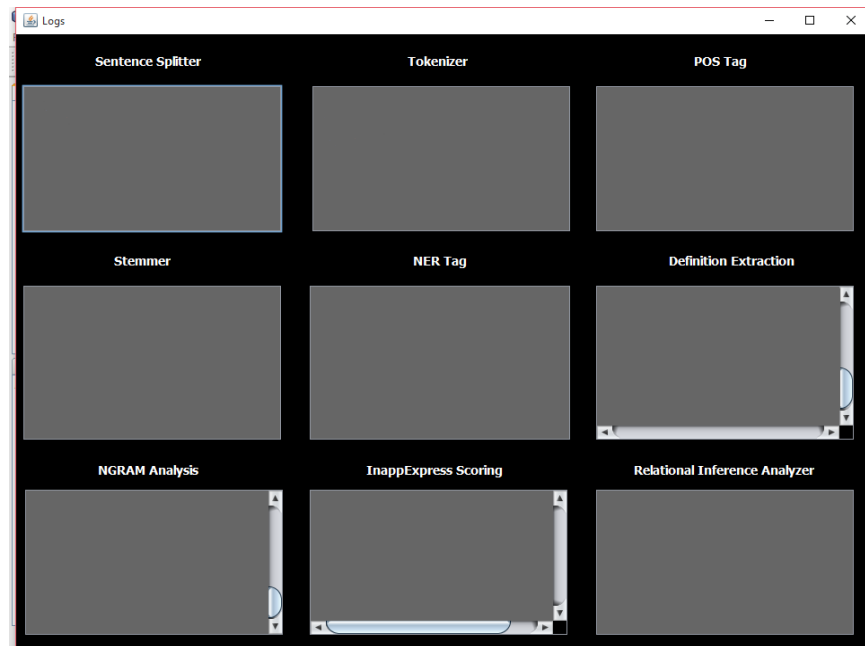 Logs
Sentence Splitter
Tokenizer
POS Tag
Stemmer
NER Tag
Definition Extraction
NGRAM Analysis
InappExpress Scoring
Relational Inference Analyzer